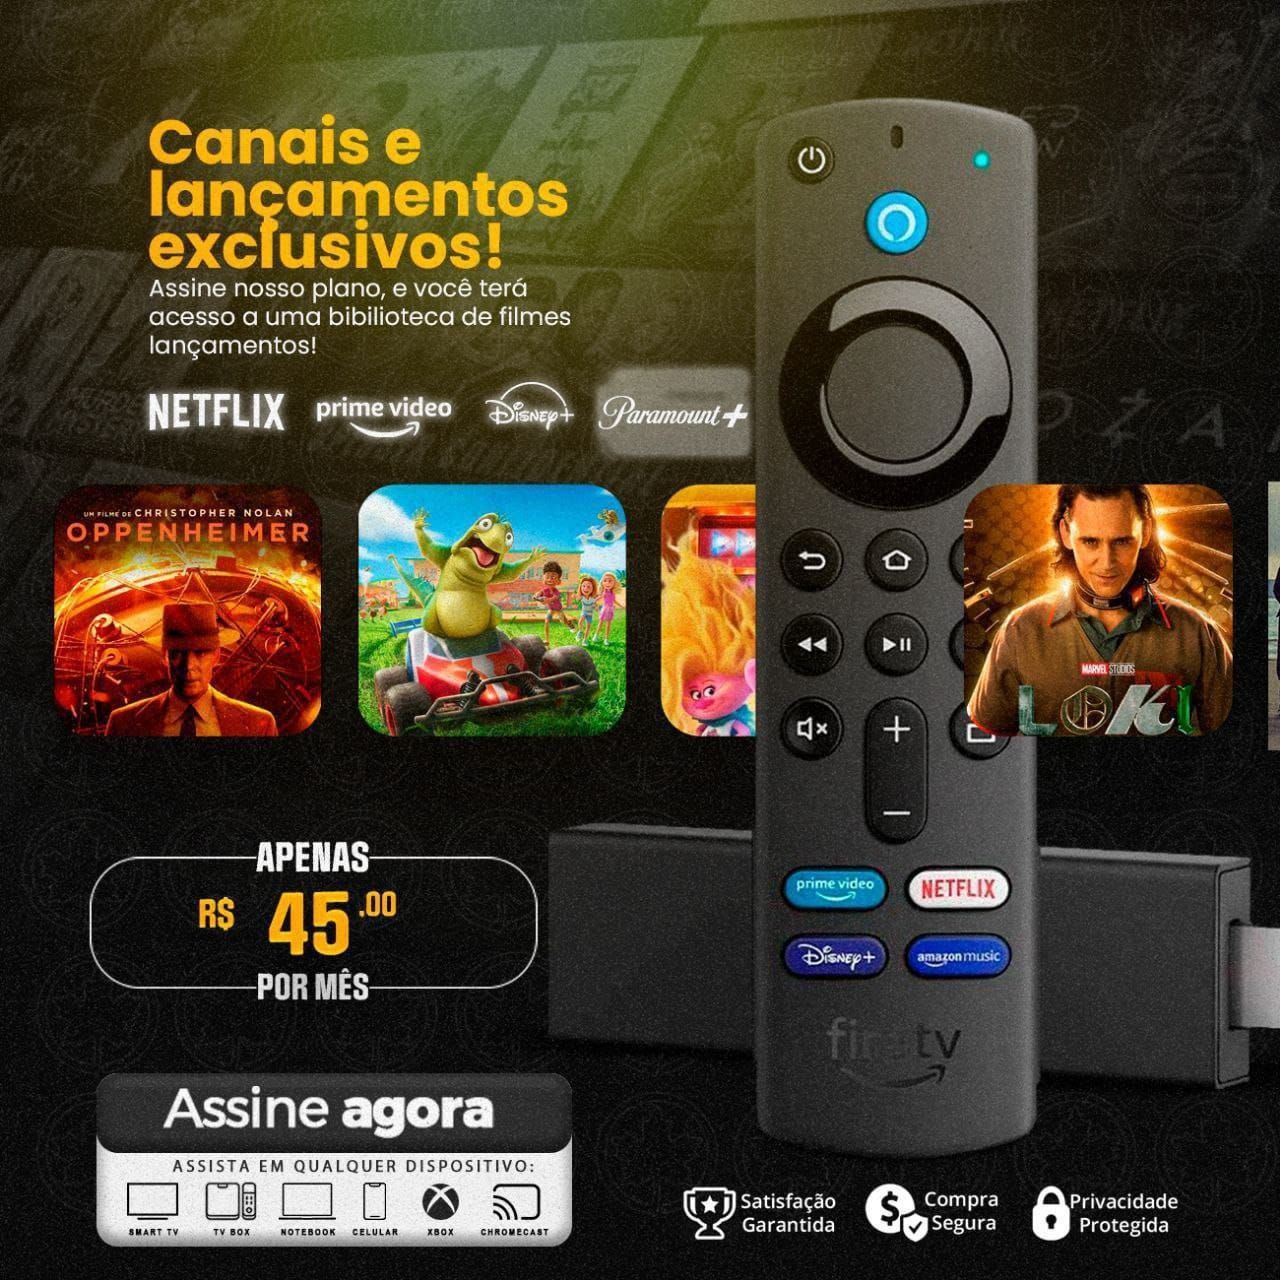 Canais e
lançamentos
exclusivos!
Assine nosso plano, e você terá
acesso a uma bibilioteca de filmes
lançamentos!
NETFLIX
prime video
Disney+
Paramount+
UM FILME DE CHRISTOPHER NOLAN
OPPENHEIMER
MARVEL STUDIOS
LOKI
APENAS
R$ 45,00
POR MÊS
prime video
NETFLIX
Disney+
amazon music
fire tv
Assine agora
ASSISTA EM QUALQUER DISPOSITIVO:
SMART TV
TV BOX
NOTEBOOK
CELULAR
XBOX
CHROMECAST
Satisfação
Garantida
Compra
Segura
Privacidade
Protegida